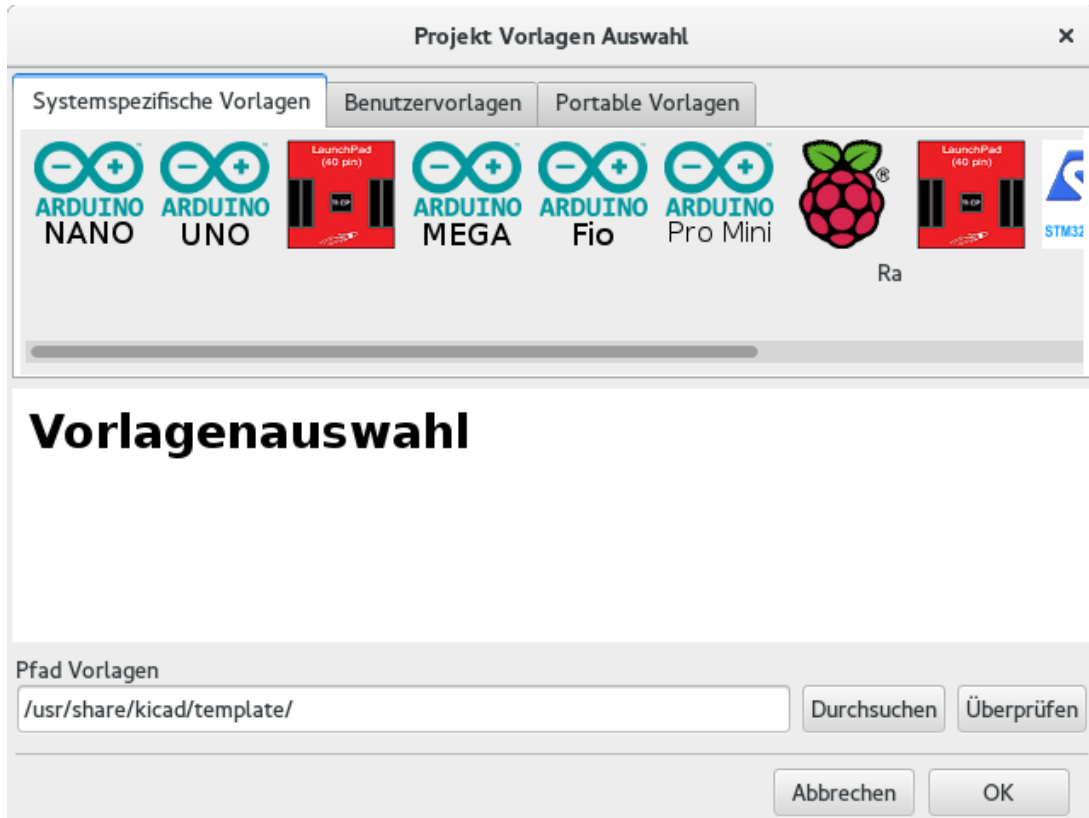 Projekt Vorlagen Auswahl
Systemspezifische Vorlagen
Benutzervorlagen
Portable Vorlagen
ARDUINO
NANO
ARDUINO
UNO
LaunchPad
(40 pin)
ARDUINO
MEGA
ARDUINO
Fio
ARDUINO
Pro Mini
®
Ra
LaunchPad
(40 pin)
STM32
Vorlagenauswahl
Pfad Vorlagen
/usr/share/kicad/template/
Durchsuchen
Überprüfen
Abbrechen
OK